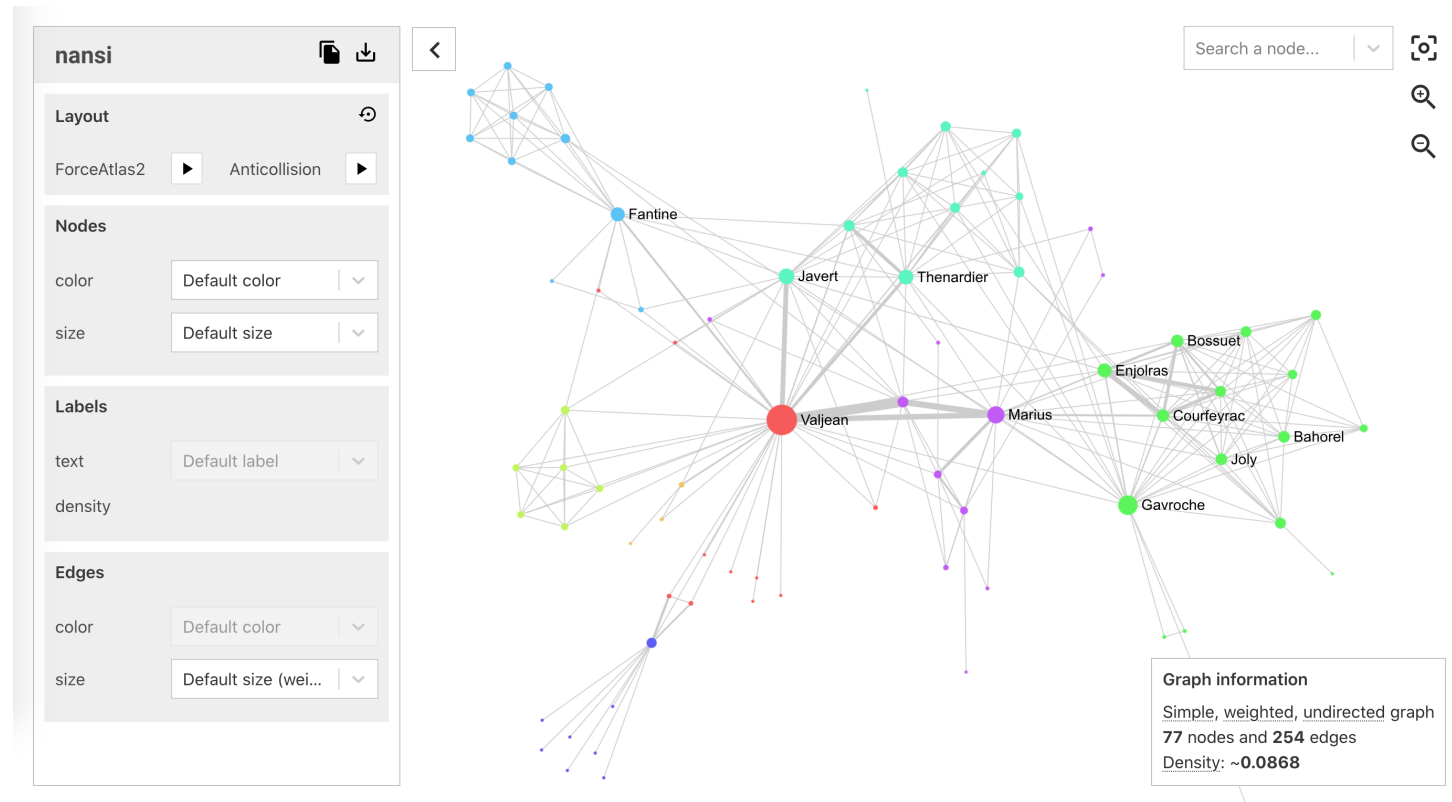 nansi
Layout
ForceAtlas2 Anticollision
Nodes
color Default color
size Default size
Labels
text Default label
density
Edges
color Default color
size Default size (wei...
Search a node...
Fantine
Javert
Thenardier
Bossuet
Enjolras
Valjean
Marius
Courfeyrac
Bahorel
Joly
Gavroche
Graph information
Simple, weighted, undirected graph
77 nodes and 254 edges
Density: ~0.0868